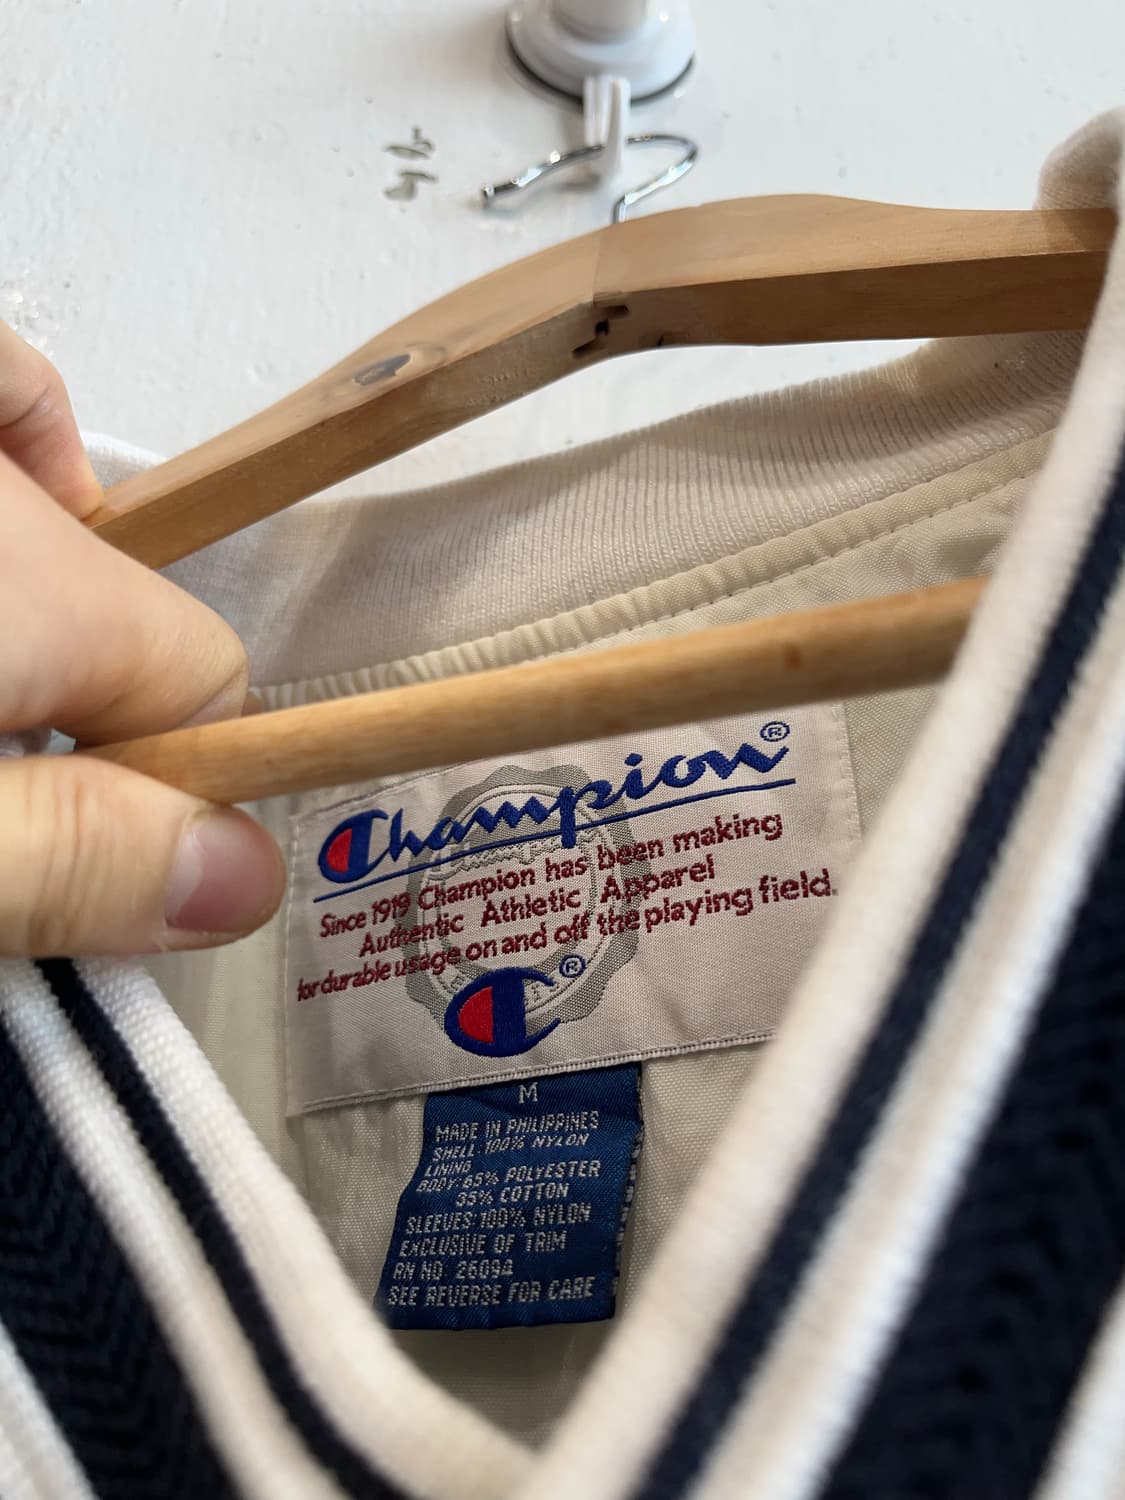 Champion®
Since 1919 Champion has been making
Authentic Athletic Apparel
for durable usage on and off the playing field.
®
M
MADE IN PHILIPPINES
SHELL:100% NYLON
LINING
BODY:65% POLYESTER
35% COTTON
SLEEVES:100% NYLON
EXCLUSIVE OF TRIM
RN NO. 26094
SEE REVERSE FOR CARE